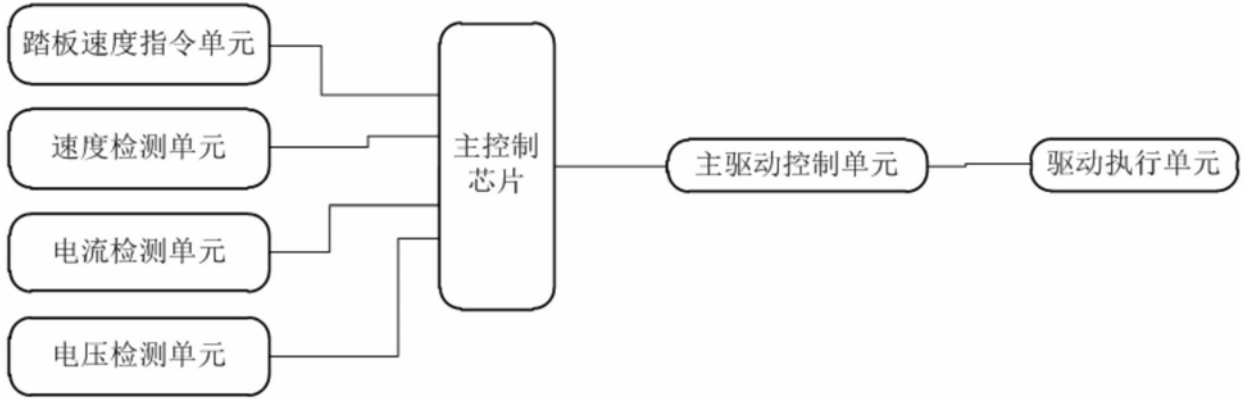 踏板速度指令单元
速度检测单元
电流检测单元
电压检测单元
主控制
芯片
主驱动控制单元
驱动执行单元